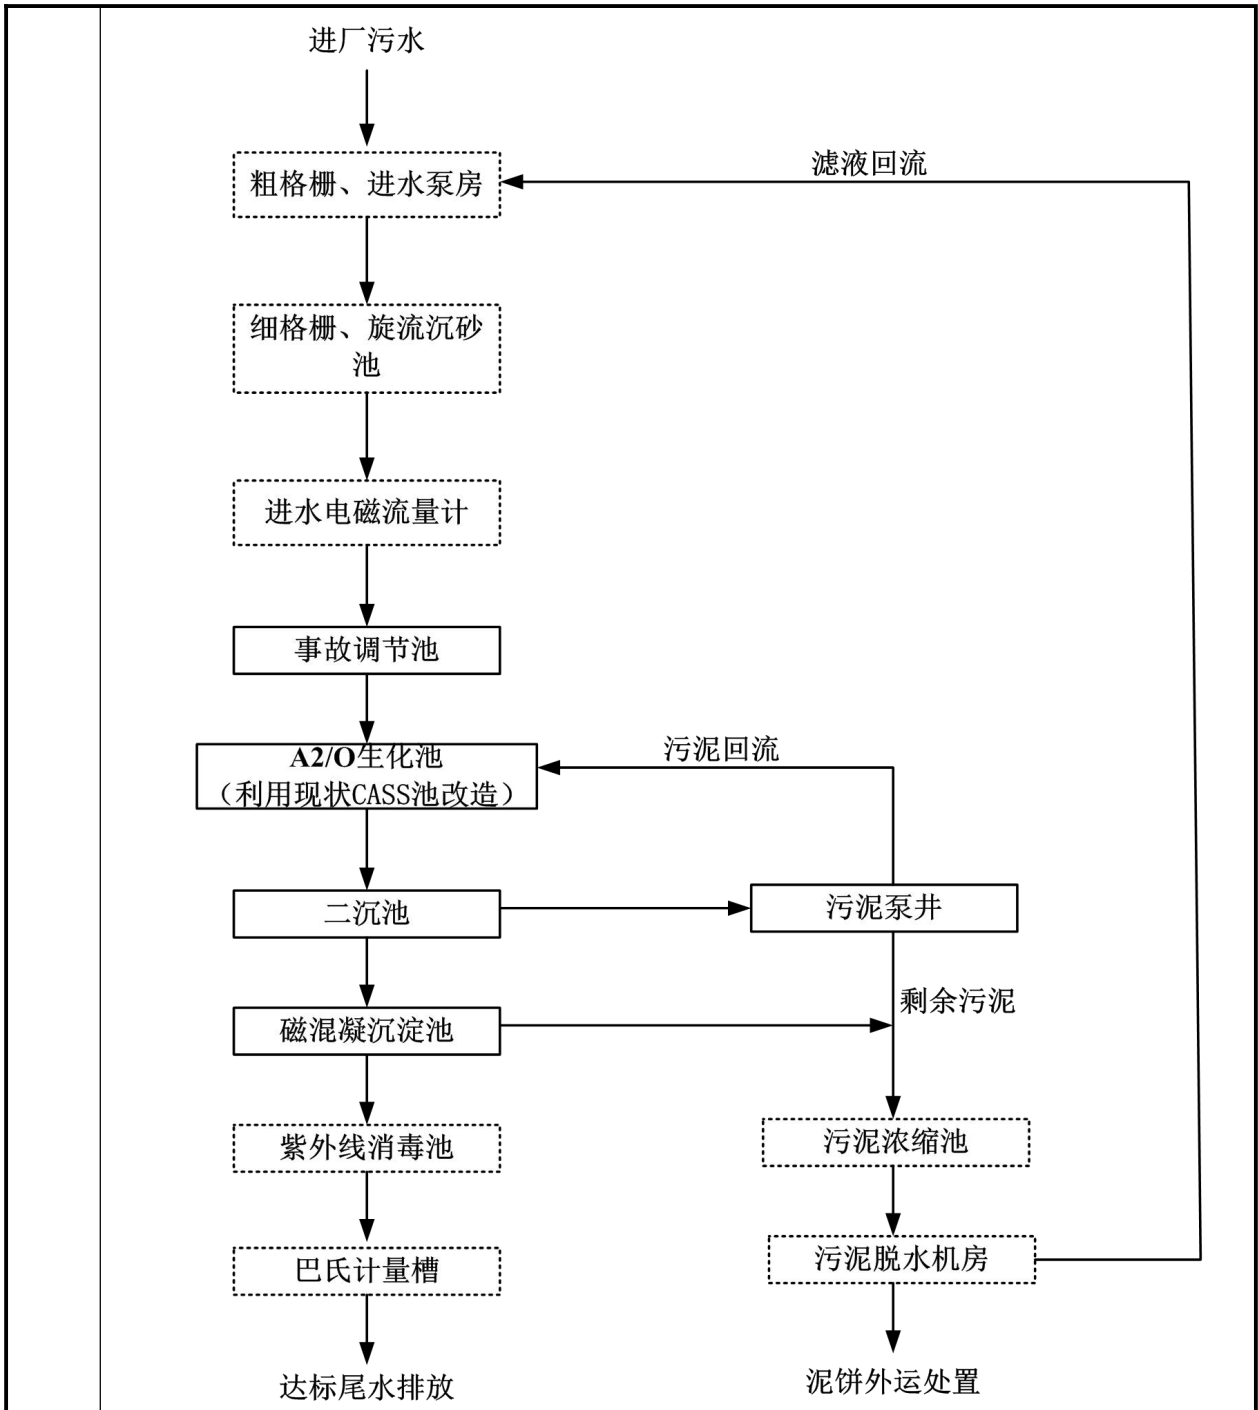 进厂污水
滤液回流
粗格栅、进水泵房
细格栅、旋流沉砂
池
进水电磁流量计
事故调节池
A2/O生化池
（利用现状CASS池改造）
污泥回流
二沉池
污泥泵井
剩余污泥
磁混凝沉淀池
紫外线消毒池
污泥浓缩池
巴氏计量槽
污泥脱水机房
达标尾水排放
泥饼外运处置